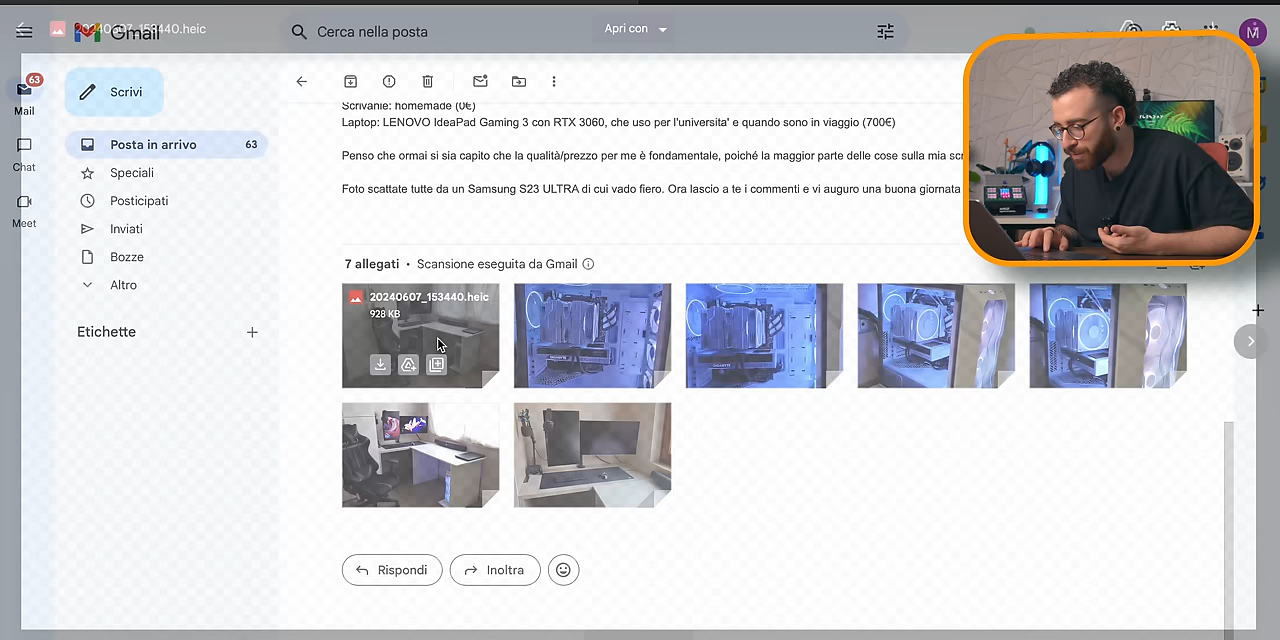 20240607_153440.heic
Gmail
Cerca nella posta
Apri con
M
63
Mail
Chat
Meet
Scrivi
Posta in arrivo 63
Speciali
Posticipati
Inviati
Bozze
Altro
Etichette
Scrivanie: homemade (0€)
Laptop: LENOVO IdeaPad Gaming 3 con RTX 3060, che uso per l'universita' e quando sono in viaggio (700€)
Penso che ormai si sia capito che la qualità/prezzo per me è fondamentale, poiché la maggior parte delle cose sulla mia
Foto scattate tutte da un Samsung S23 ULTRA di cui vado fiero. Ora lascio a te i commenti e vi auguro una buona giornata
7 allegati • Scansione eseguita da Gmail
20240607_153440.heic
928 KB
Rispondi
Inoltra